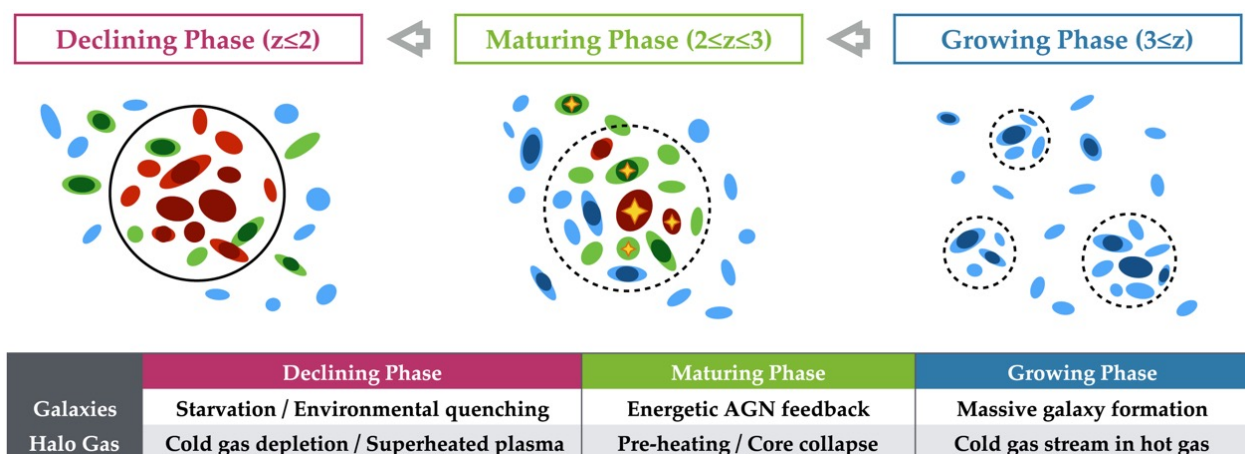 Declining Phase (z≤2) Maturing Phase (2≤z≤3) Growing Phase (3≤z)
Declining Phase Maturing Phase Growing Phase
Galaxies Starvation / Environmental quenching Energetic AGN feedback Massive galaxy formation
Halo Gas Cold gas depletion / Superheated plasma Pre-heating / Core collapse Cold gas stream in hot gas